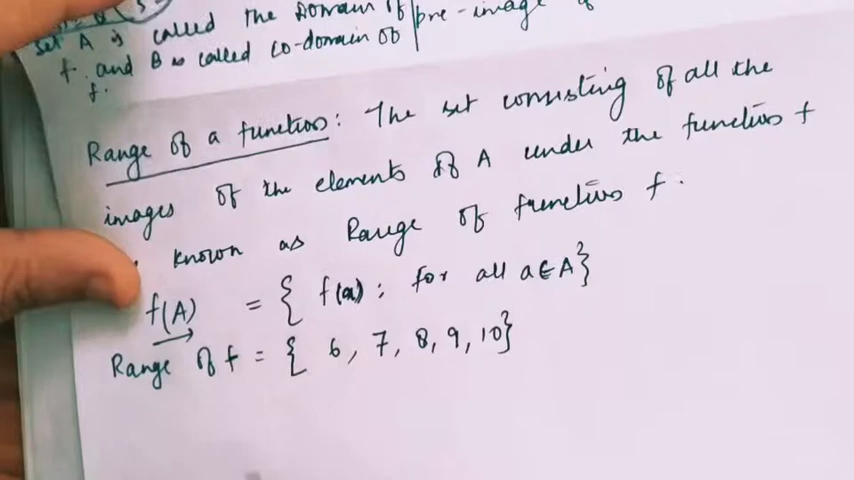 set A is called the Domain of pre-image of
f. and B is called co-domain of
f.
Range of a function: The set consisting of all the
images of the elements of A under the function f
known as Range of function f.
f(A) = { f(a): for all a∈A}
Range of f = { 6, 7, 8, 9, 10}